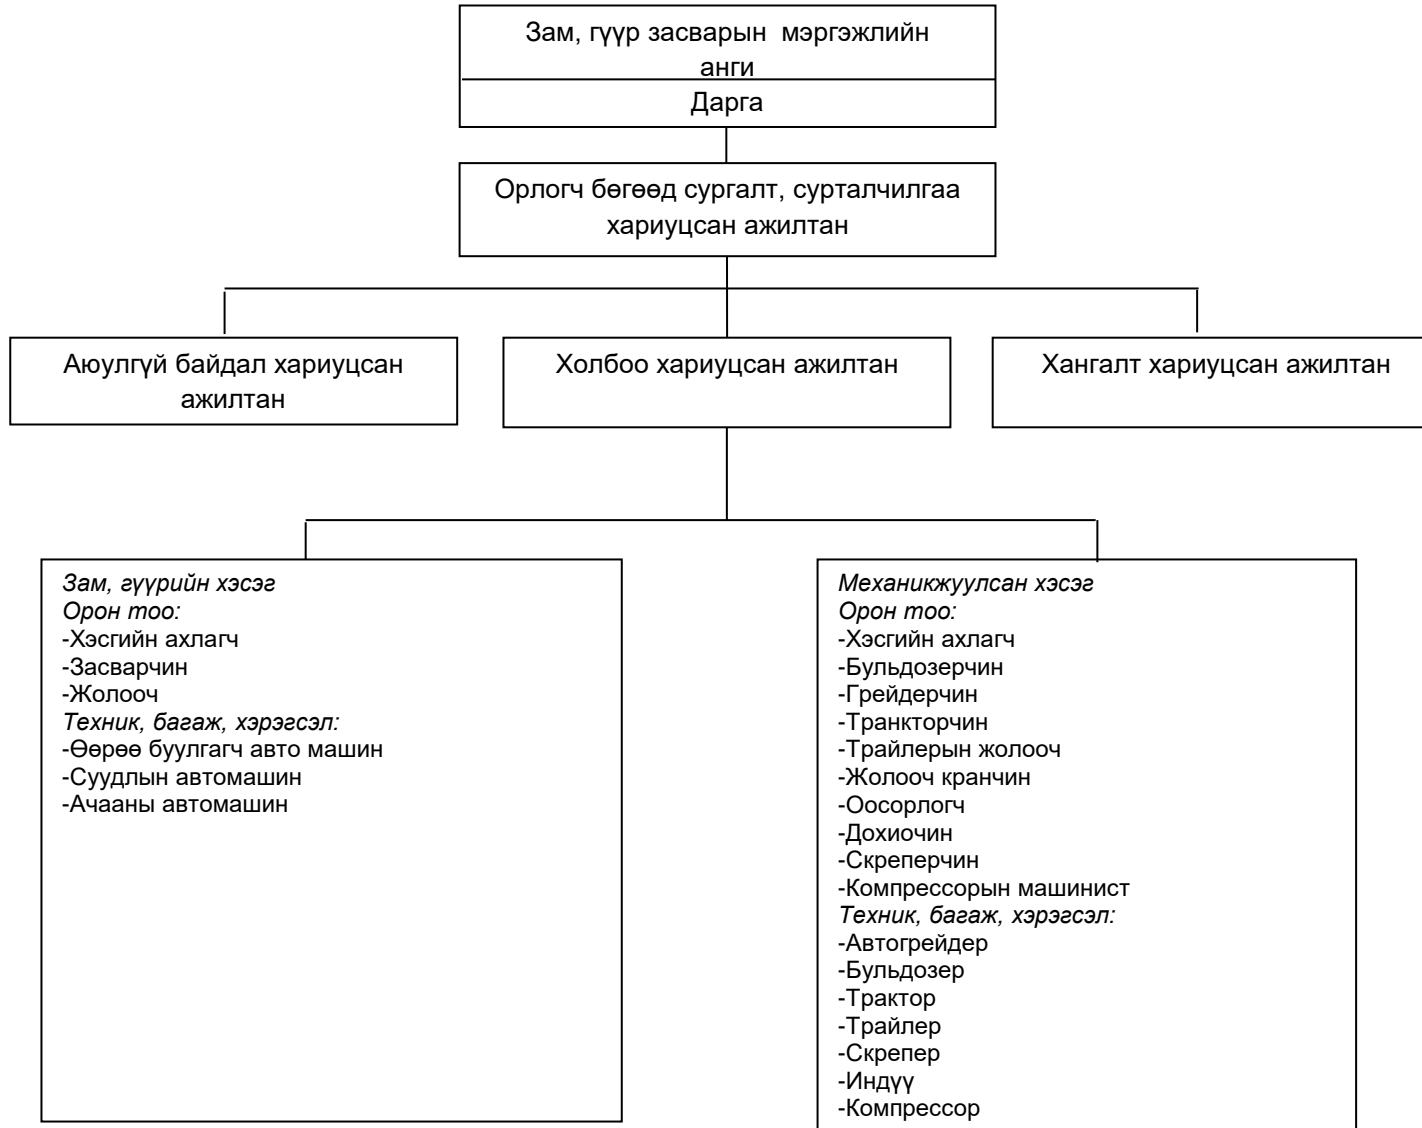 Зам, гүүр засварын мэргэжлийн
анги
Дарга
Орлогч бөгөөд сургалт, сурталчилгаа
хариуцсан ажилтан
Аюулгүй байдал хариуцсан
ажилтан
Холбоо хариуцсан ажилтан
Хангалт хариуцсан ажилтан
Зам, гүүрийн хэсэг
Орон тоо:
-Хэсгийн ахлагч
-Засварчин
-Жолооч
Техник, багаж, хэрэгсэл:
-Өөрөө буулгагч авто машин
-Суудлын автомашин
-Ачааны автомашин
Механикжуулсан хэсэг
Орон тоо:
-Хэсгийн ахлагч
-Бульдозерчин
-Грейдерчин
-Транкторчин
-Трайлерын жолооч
-Жолооч кранчин
-Оосорлогч
-Дохиочин
-Скреперчин
-Компрессорын машинист
Техник, багаж, хэрэгсэл:
-Автогрейдер
-Бульдозер
-Трактор
-Трайлер
-Скрепер
-Индүү
-Компрессор